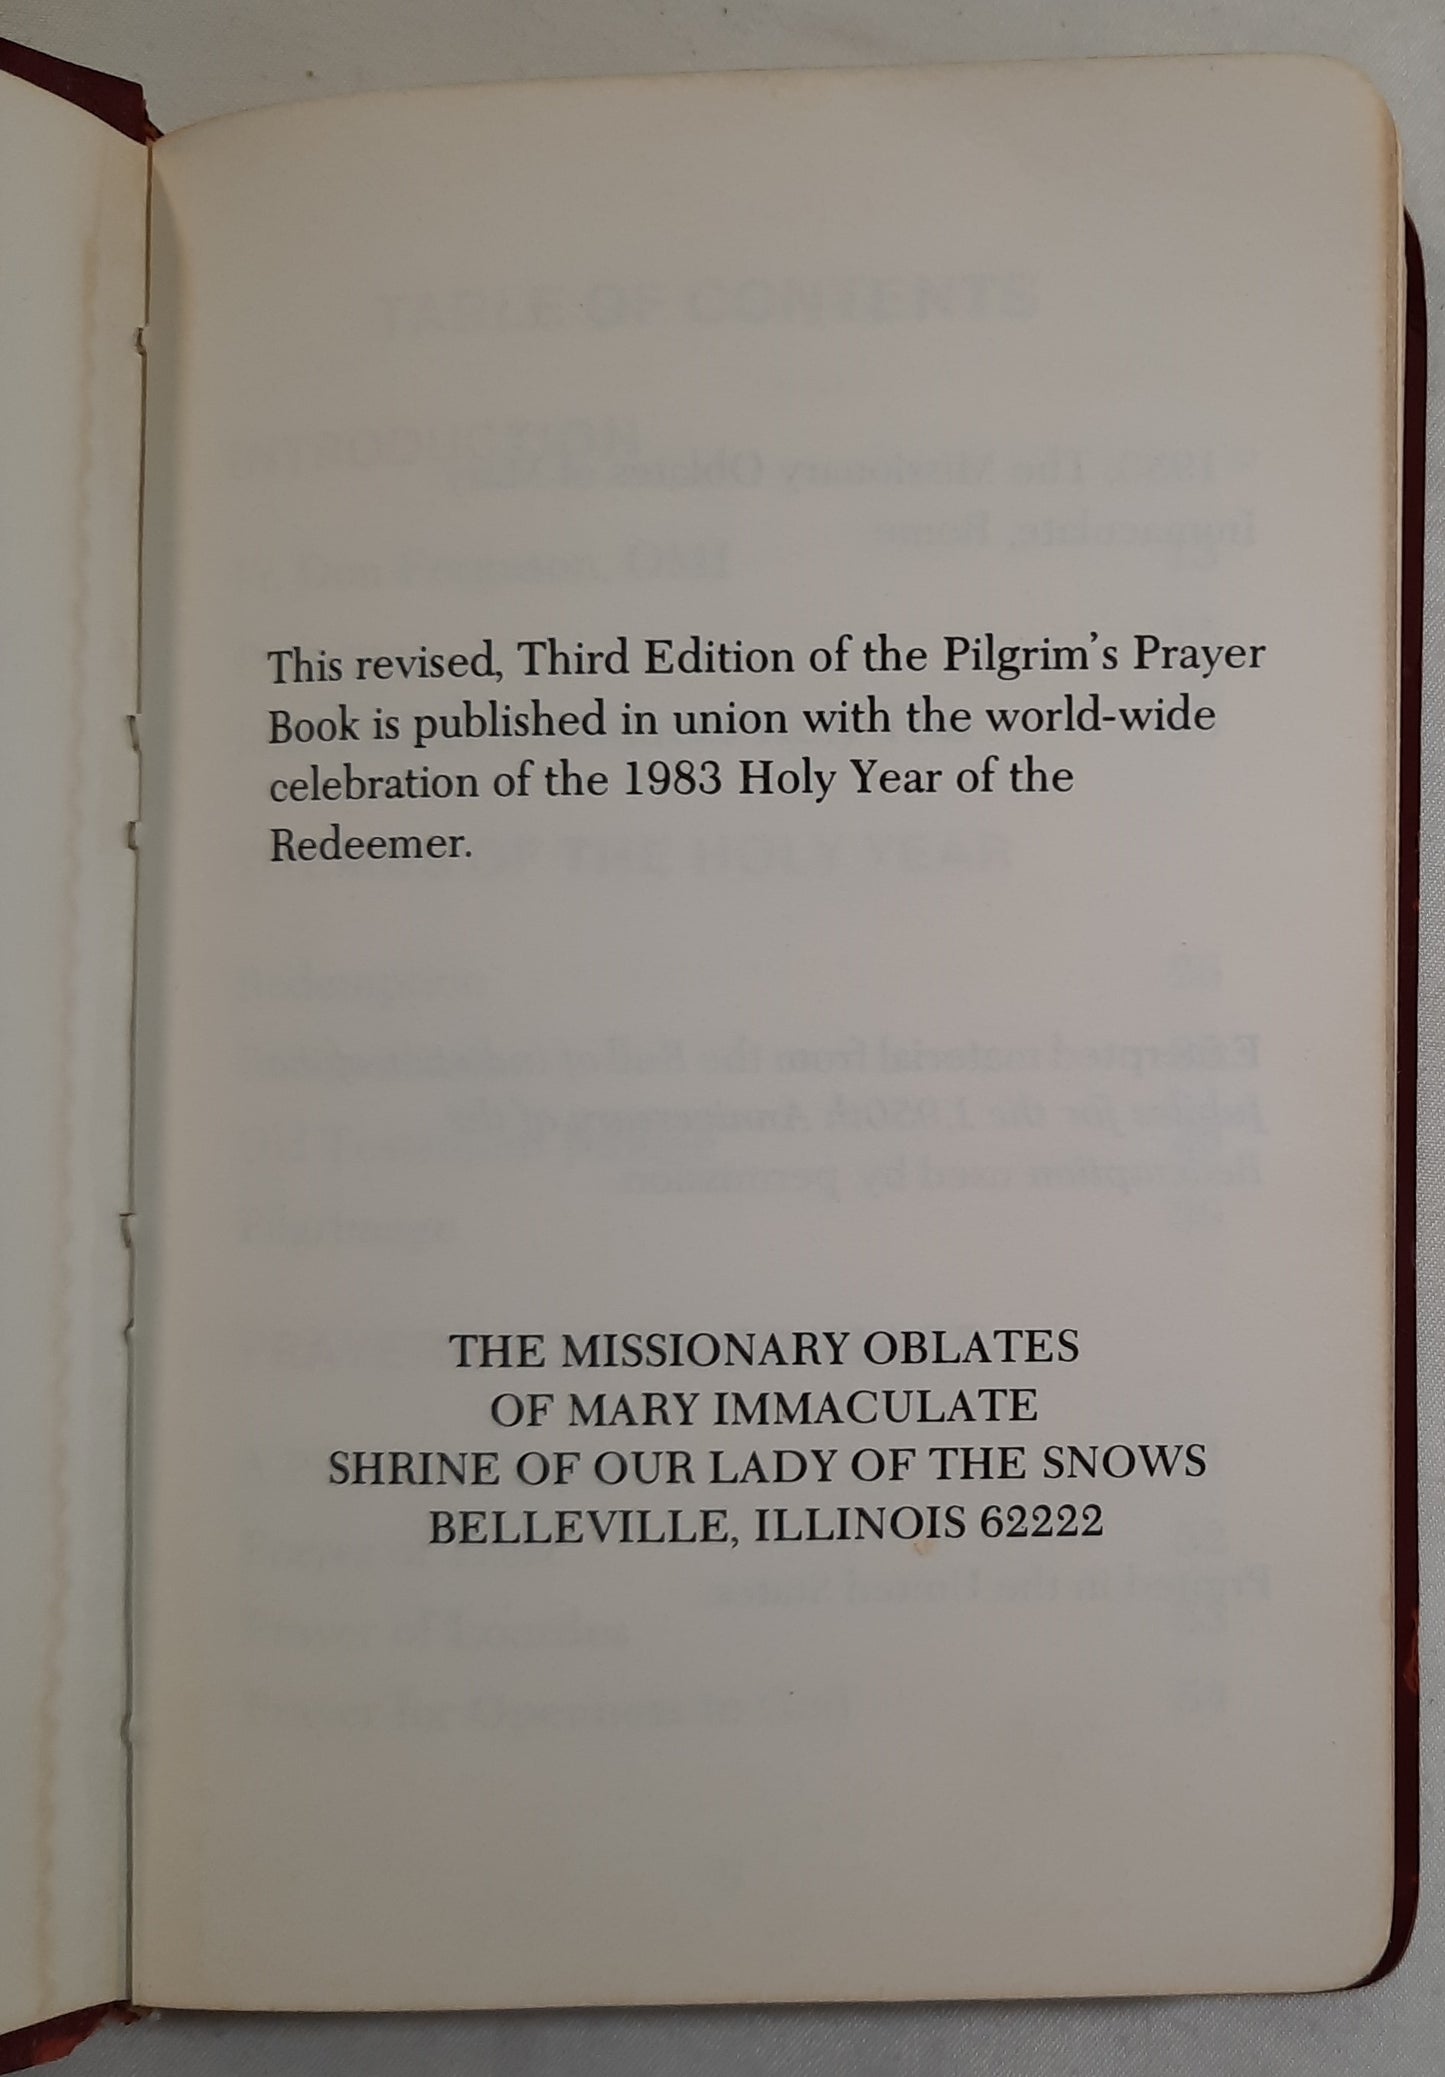 This revised, Third Edition of the Pilgrim's Prayer
Book is published in union with the world-wide
celebration of the 1983 Holy Year of the
Redeemer.
THE MISSIONARY OBLATES
OF MARY IMMACULATE
SHRINE OF OUR LADY OF THE SNOWS
BELLEVILLE, ILLINOIS 62222